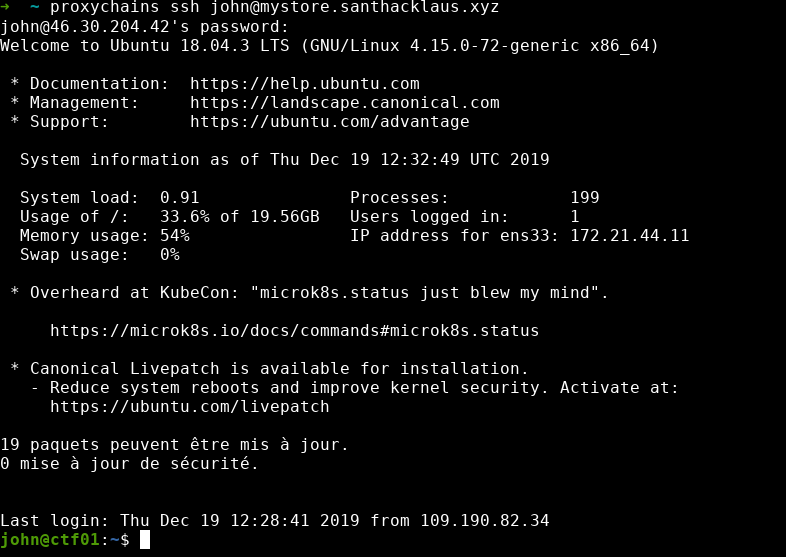 ➜  ~ proxychains ssh john@mystore.santhacklaus.xyz
john@46.30.204.42's password:
Welcome to Ubuntu 18.04.3 LTS (GNU/Linux 4.15.0-72-generic x86_64)

 * Documentation:  https://help.ubuntu.com
 * Management:     https://landscape.canonical.com
 * Support:        https://ubuntu.com/advantage

  System information as of Thu Dec 19 12:32:49 UTC 2019

  System load:  0.91               Processes:            199
  Usage of /:   33.6% of 19.56GB   Users logged in:      1
  Memory usage: 54%                IP address for ens33: 172.21.44.11
  Swap usage:   0%

 * Overheard at KubeCon: "microk8s.status just blew my mind".

     https://microk8s.io/docs/commands#microk8s.status

 * Canonical Livepatch is available for installation.
   - Reduce system reboots and improve kernel security. Activate at:
     https://ubuntu.com/livepatch

19 paquets peuvent être mis à jour.
0 mise à jour de sécurité.


Last login: Thu Dec 19 12:28:41 2019 from 109.190.82.34
john@ctf01:~$